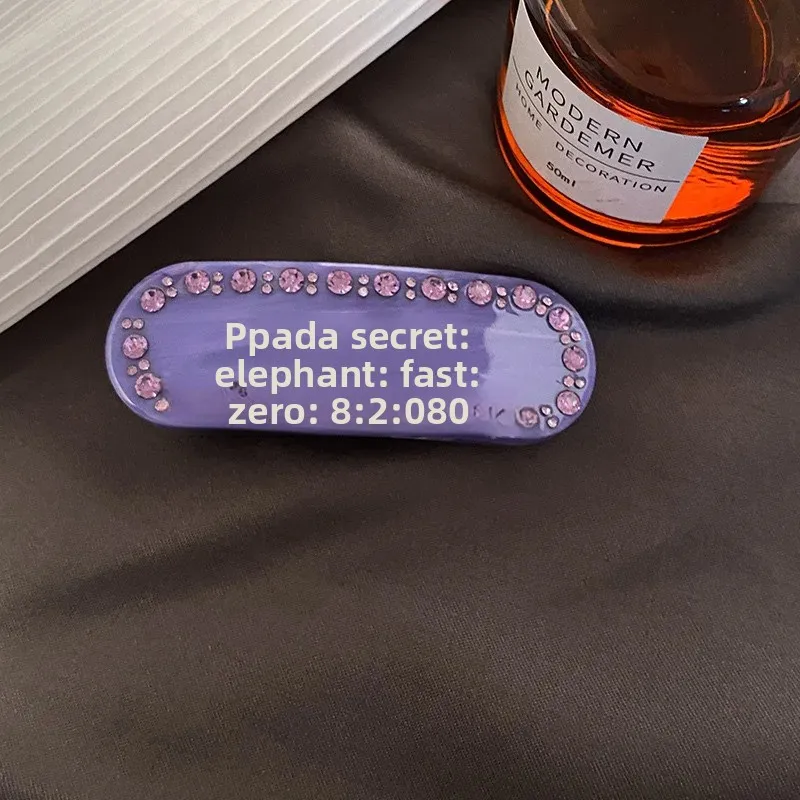 MODERN
GARDEMER
HOME DECORATION
50ml
Ppada secret:
elephant: fast:
zero: 8:2:080